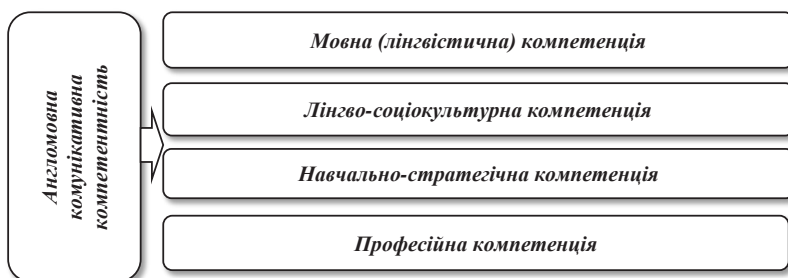 Англомовна
комунікативна
компетентність
Мовна (лінгвістична) компетенція
Лінгво-соціокультурна компетенція
Навчально-стратегічна компетенція
Професійна компетенція